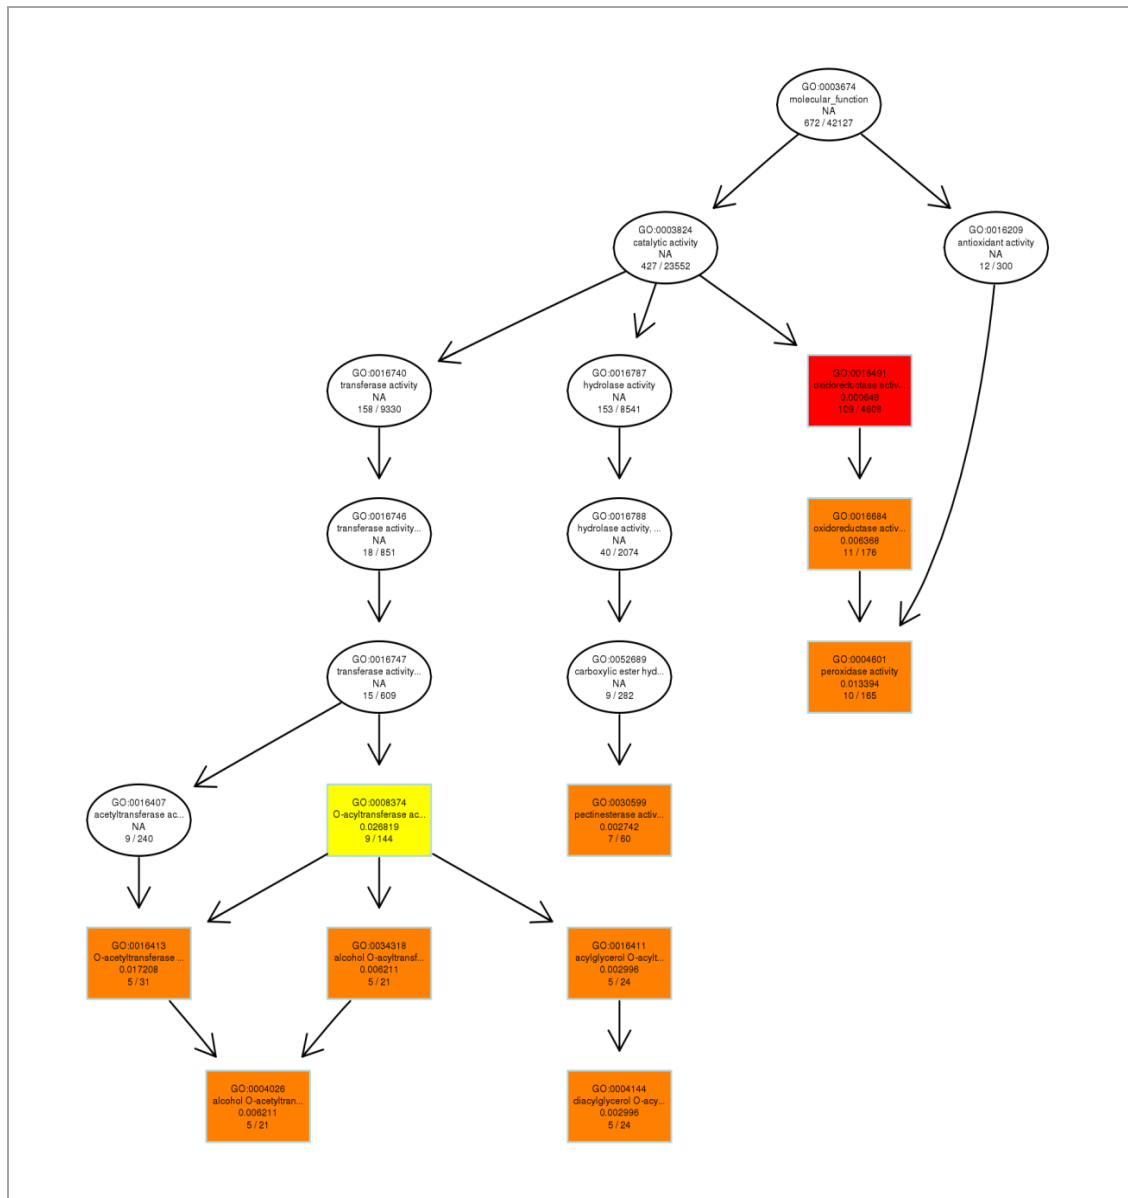 GO:0003674
molecular_function
NA
672 / 42127
GO:0003824
catalytic activity
NA
427 / 23552
GO:0016209
antioxidant activity
NA
12 / 300
GO:0016740
transferase activity
NA
158 / 9330
GO:0016787
hydrolase activity
NA
153 / 8541
GO:0016491
oxidoreductase activ...
0.000648
109 / 4608
GO:0016746
transferase activity...
NA
18 / 851
GO:0016788
hydrolase activity, ...
NA
40 / 2074
GO:0016684
oxidoreductase activ...
0.006368
11 / 176
GO:0016747
transferase activity...
NA
15 / 609
GO:0052689
carboxylic ester hyd...
NA
9 / 282
GO:0004601
peroxidase activity
0.013394
10 / 165
GO:0016407
acetyltransferase ac...
NA
9 / 240
GO:0008374
O-acyltransferase ac...
0.026819
9 / 144
GO:0030599
pectinesterase activ...
0.002742
7 / 60
GO:0016413
O-acetyltransferase ...
0.017208
5 / 31
GO:0034318
alcohol O-acyltransf...
0.006211
5 / 21
GO:0016411
acylglycerol O-acylt...
0.002996
5 / 24
GO:0004026
alcohol O-acetyltran...
0.006211
5 / 21
GO:0004144
diacylglycerol O-acy...
0.002996
5 / 24